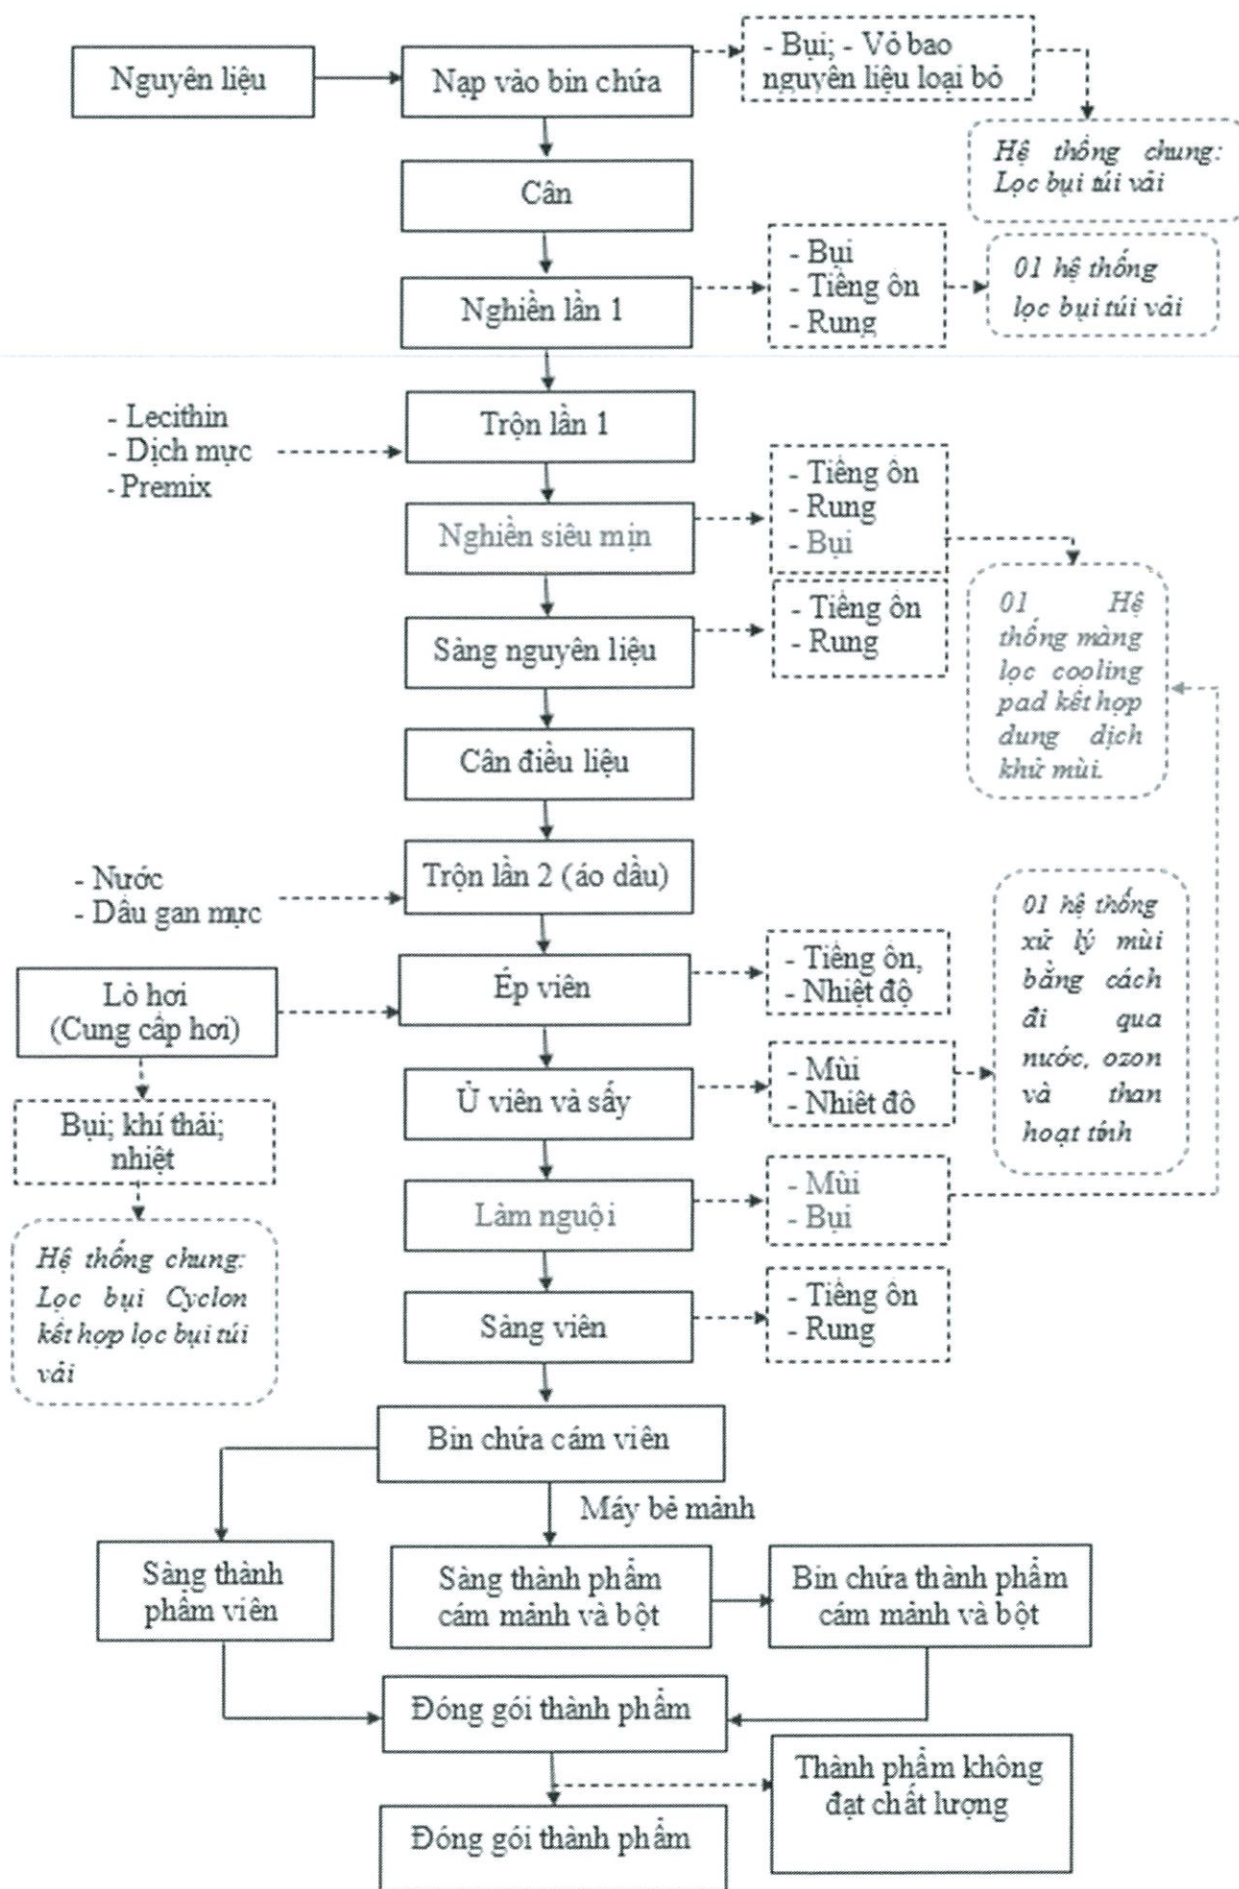 Nguyên liệu
Nạp vào bin chứa
- Bụi; - Vỏ bao
nguyên liệu loại bỏ
Hệ thống chung:
Lọc bụi túi vải
Cân
Nghiền lần 1
- Bụi
- Tiếng ồn
- Rung
01 hệ thống
lọc bụi túi vải
- Lecithin
- Dịch mực
- Premix
Trộn lần 1
Nghiền siêu mịn
- Tiếng ồn
- Rung
- Bụi
Sàng nguyên liệu
- Tiếng ồn
- Rung
01 Hệ
thống màng
lọc cooling
pad kết hợp
dung dịch
khử mùi.
Cân điều liệu
- Nước
- Dầu gan mực
Trộn lần 2 (áo dầu)
Lò hơi
(Cung cấp hơi)
Ép viên
- Tiếng ồn,
- Nhiệt độ
01 hệ thống
xử lý mùi
bằng cách
đi qua
nước, ozon
và than
hoạt tính
Ủ viên và sấy
- Mùi
- Nhiệt độ
Bụi; khí thải;
nhiệt
Làm nguội
- Mùi
- Bụi
Hệ thống chung:
Lọc bụi Cyclon
kết hợp lọc bụi túi
vải
Sàng viên
- Tiếng ồn
- Rung
Bin chứa cám viên
Máy bẻ mảnh
Sàng thành
phẩm viên
Sàng thành phẩm
cám mảnh và bột
Bin chứa thành phẩm
cám mảnh và bột
Đóng gói thành phẩm
Thành phẩm không
đạt chất lượng
Đóng gói thành phẩm